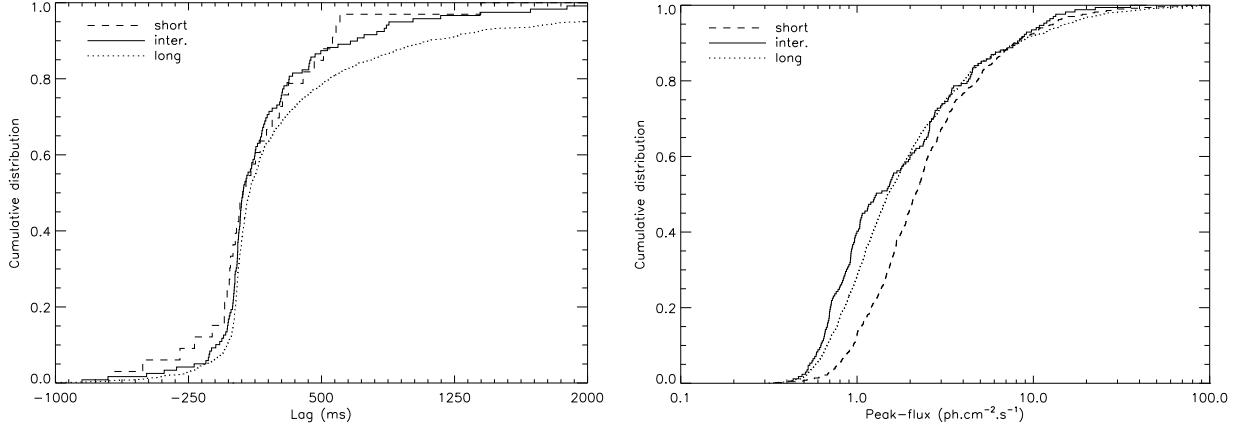 short
inter.
long
1.0
0.8
0.6
0.4
0.2
0.0
Cumulative distribution
-1000
-250
500
1250
2000
Lag (ms)
short
inter.
long
1.0
0.8
0.6
0.4
0.2
0.0
Cumulative distribution
0.1
1.0
10.0
100.0
Peak-flux (ph.cm⁻².s⁻¹)